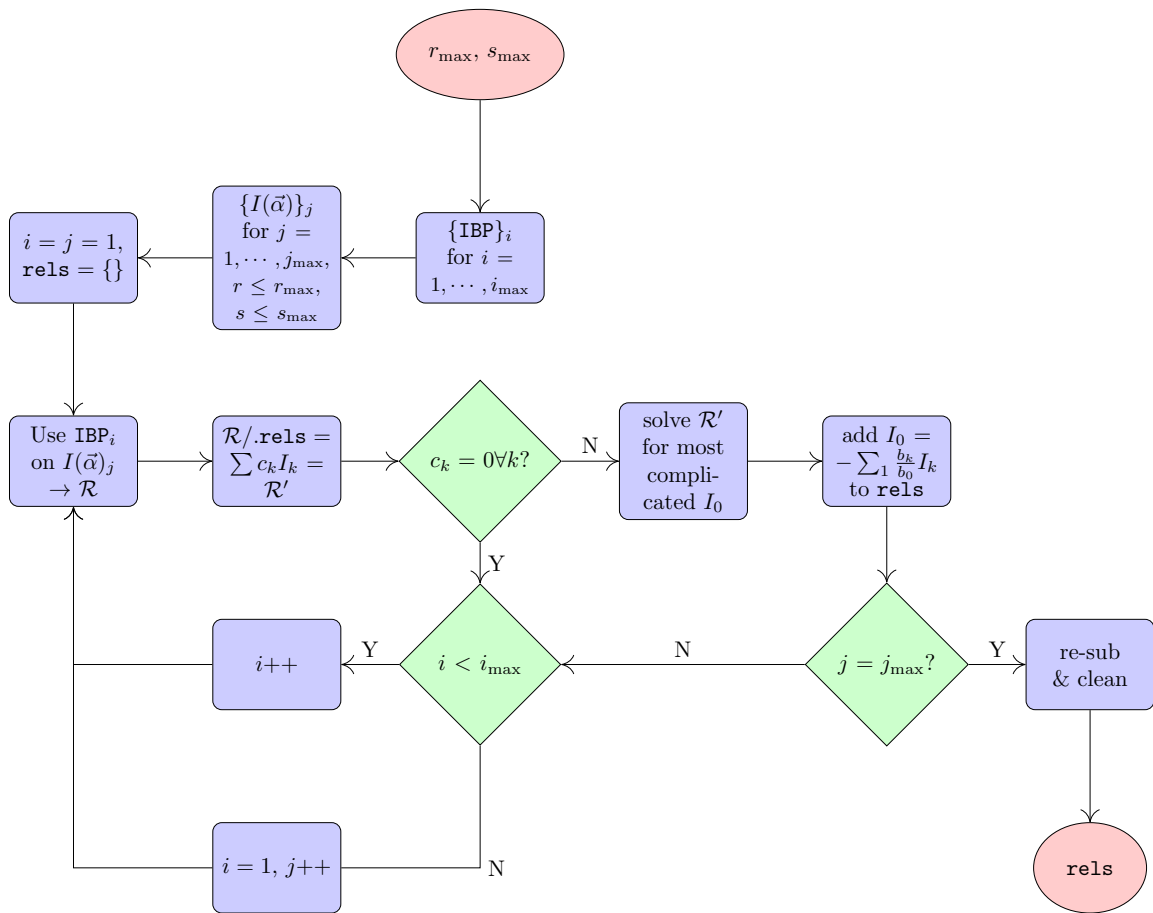 r_max, s_max
{I(α⃗)}_j
for j =
1, ⋯ , j_max,
r ≤ r_max,
s ≤ s_max
i = j = 1,
rels = {}
{IBP}_i
for i =
1, ⋯ , i_max
Use IBP_i
on I(α⃗)_j
→ ℛ
ℛ/.rels =
∑ c_k I_k =
ℛ′
c_k = 0∀k?
N
solve ℛ′
for most
compli-
cated I_0
add I_0 =
− ∑_1 b_k/b_0 I_k
to rels
Y
i++
Y
i < i_max
N
j = j_max?
Y
re-sub
& clean
i = 1, j++
N
rels